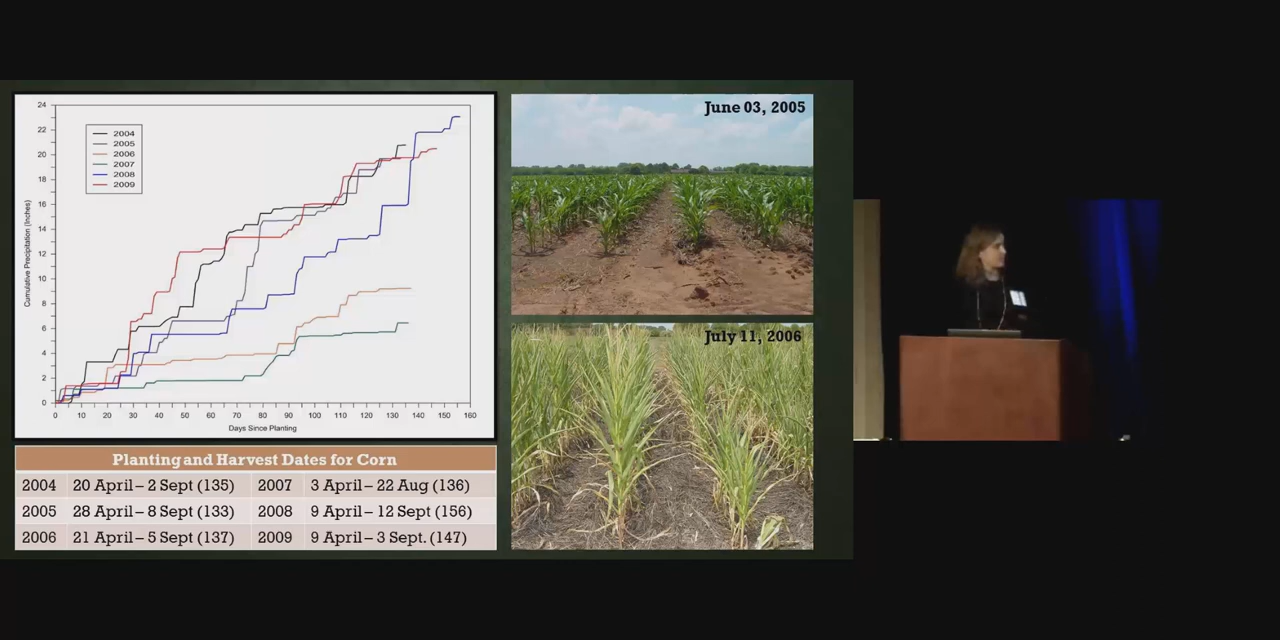 24
22
20
18
16
14
12
10
8
6
4
2
0
Cumulative Precipitation (Inches)
2004
2005
2006
2007
2008
2009
0 10 20 30 40 50 60 70 80 90 100 110 120 130 140 150 160
Days Since Planting
June 03, 2005
July 11, 2006
Planting and Harvest Dates for Corn
2004 20 April – 2 Sept (135) 2007 3 April – 22 Aug (136)
2005 28 April – 8 Sept (133) 2008 9 April – 12 Sept (156)
2006 21 April – 5 Sept (137) 2009 9 April – 3 Sept. (147)